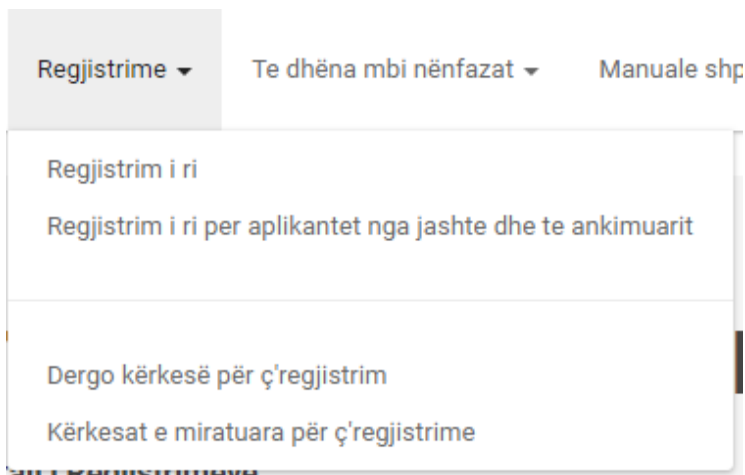 Regjistrime Te dhëna mbi nënfazat Manuale
Regjistrim i ri
Regjistrim i ri per aplikantet nga jashte dhe te ankimuarit
Dergo kërkesë për ç'regjistrim
Kërkesat e miratuara për ç'regjistrime